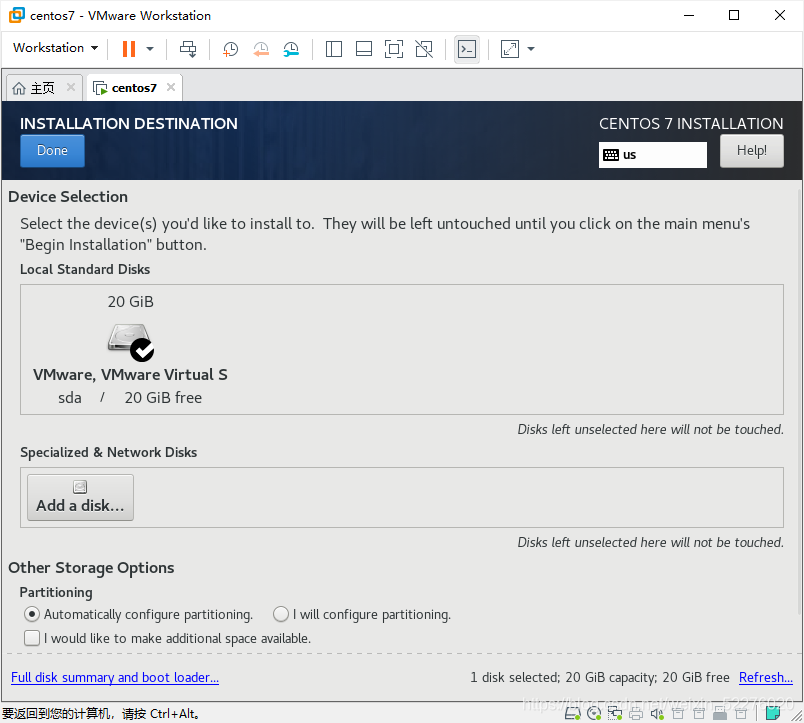 centos7 - VMware Workstation
Workstation
主页
centos7
INSTALLATION DESTINATION
CENTOS 7 INSTALLATION
Done
us
Help!
Device Selection
Select the device(s) you'd like to install to.  They will be left untouched until you click on the main menu's
"Begin Installation" button.
Local Standard Disks
20 GiB
VMware, VMware Virtual S
sda / 20 GiB free
Disks left unselected here will not be touched.
Specialized & Network Disks
Add a disk...
Disks left unselected here will not be touched.
Other Storage Options
Partitioning
Automatically configure partitioning. I will configure partitioning.
I would like to make additional space available.
Full disk summary and boot loader...
1 disk selected; 20 GiB capacity; 20 GiB free Refresh...
要返回到您的计算机，请按 Ctrl+Alt。